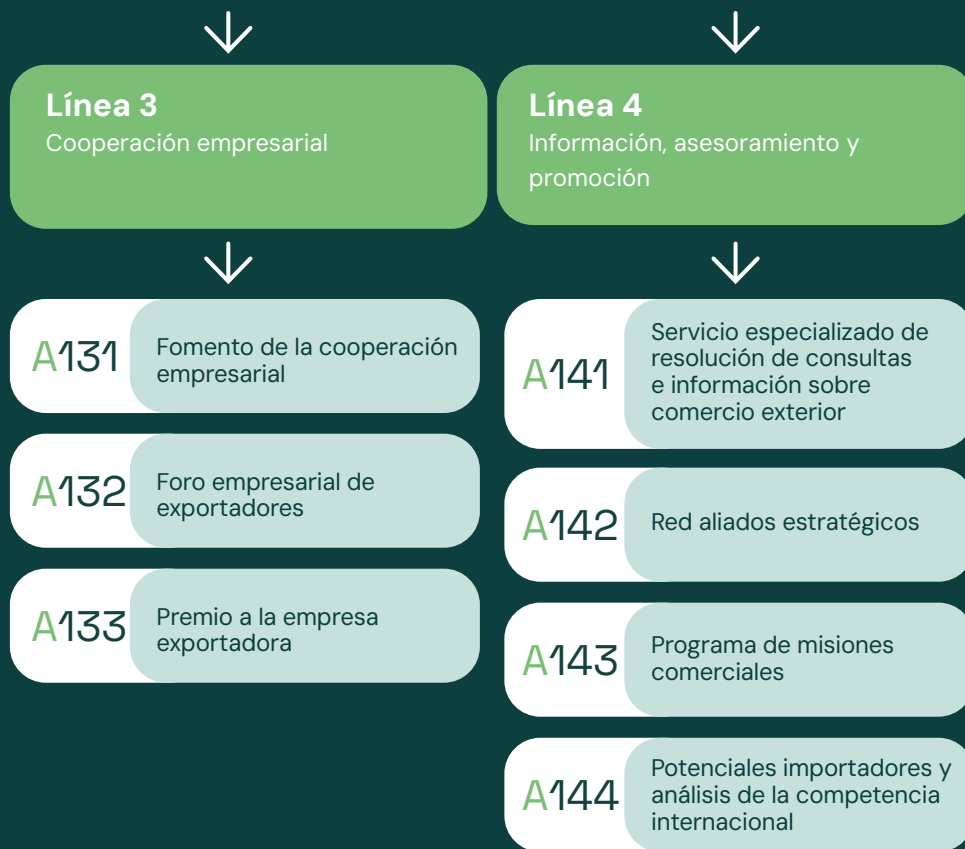 Línea 3
Cooperación empresarial
A131
Fomento de la cooperación
empresarial
A132
Foro empresarial de
exportadores
A133
Premio a la empresa
exportadora
Línea 4
Información, asesoramiento y
promoción
A141
Servicio especializado de
resolución de consultas
e información sobre
comercio exterior
A142
Red aliados estratégicos
A143
Programa de misiones
comerciales
A144
Potenciales importadores y
análisis de la competencia
internacional